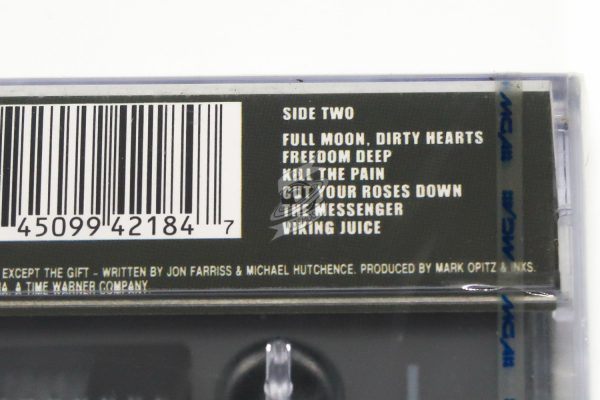 SIDE TWO
FULL MOON, DIRTY HEARTS
FREEDOM DEEP
KILL THE PAIN
CUT YOUR ROSES DOWN
THE MESSENGER
VIKING JUICE
45099 42184 7
EXCEPT THE GIFT - WRITTEN BY JON FARRISS & MICHAEL HUTCHENCE. PRODUCED BY MARK OPITZ & INXS.
A TIME WARNER COMPANY.